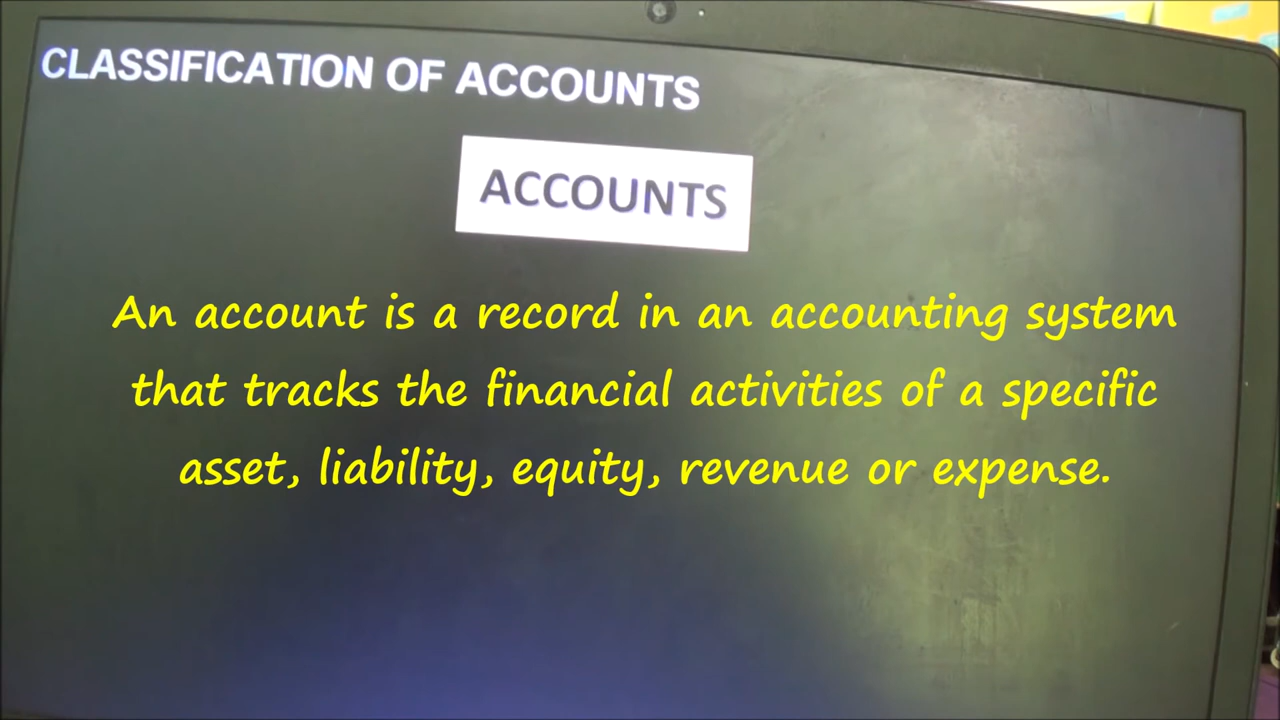 CLASSIFICATION OF ACCOUNTS
ACCOUNTS
An account is a record in an accounting system
that tracks the financial activities of a specific
asset, liability, equity, revenue or expense.